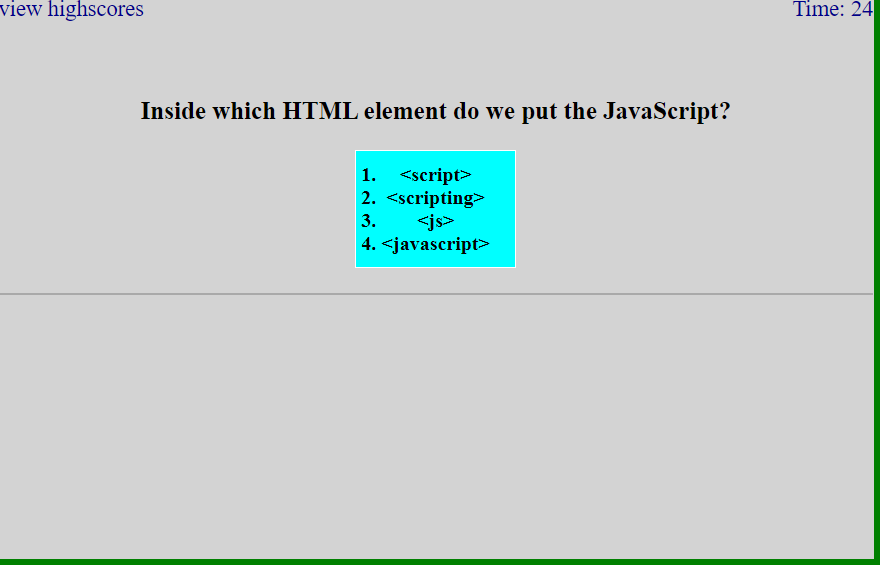 view highscores
Time: 24
Inside which HTML element do we put the JavaScript?
1. <script>
2. <scripting>
3. <js>
4. <javascript>